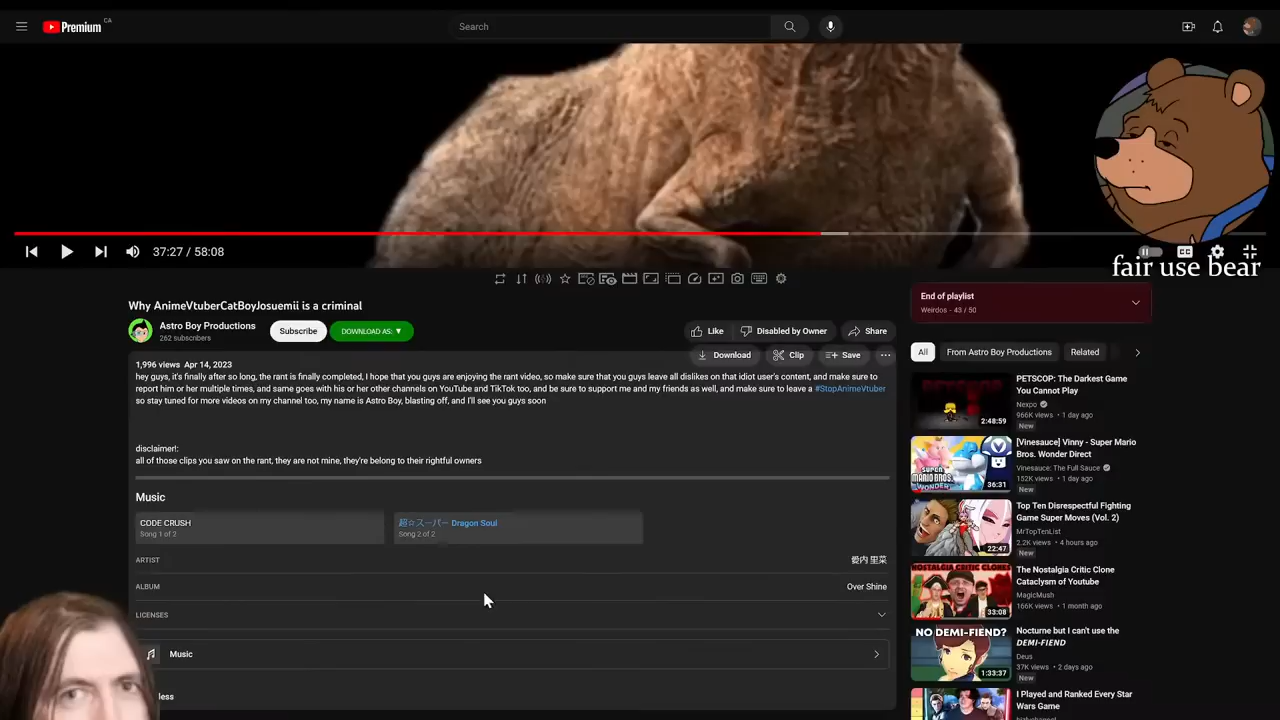 Premium CA
Search
37:27 / 58:08
CC
fair use bear
Why AnimeVtuberCatBoyJosuemii is a criminal
Astro Boy Productions
262 subscribers
Subscribe
DOWNLOAD AS: ▼
Like
Disabled by Owner
Share
Download
Clip
Save
1,996 views Apr 14, 2023
hey guys, it's finally after so long, the rant is finally completed, I hope that you guys are enjoying the rant video, so make sure that you guys leave all dislikes on that idiot user's content, and make sure to
report him or her multiple times, and same goes with his or her other channels on YouTube and TikTok too, and be sure to support me and my friends as well, and make sure to leave a #StopAnimeVtuber
so stay tuned for more videos on my channel too, my name is Astro Boy, blasting off, and I'll see you guys soon
disclaimer!:
all of those clips you saw on the rant, they are not mine, they're belong to their rightful owners
Music
CODE CRUSH
Song 1 of 2
超☆スーパー Dragon Soul
Song 2 of 2
ARTIST
愛内 里菜
ALBUM
Over Shine
LICENSES
Music
less
End of playlist
Weirdos - 43 / 50
All
From Astro Boy Productions
Related
PETSCOP: The Darkest Game
You Cannot Play
Nexpo
966K views • 1 day ago
New
2:48:59
[Vinesauce] Vinny - Super Mario
Bros. Wonder Direct
Vinesauce: The Full Sauce
152K views • 1 day ago
New
SUPER
MARIO BROS.
WONDER
36:31
Top Ten Disrespectful Fighting
Game Super Moves (Vol. 2)
MrTopTenList
2.2K views • 4 hours ago
New
22:47
The Nostalgia Critic Clone
Cataclysm of Youtube
MagicMush
166K views • 1 month ago
NOSTALGIA CRITIC CLONES
33:08
Nocturne but I can't use the
DEMI-FIEND
Deus
37K views • 2 days ago
New
NO DEMI-FIEND?
1:33:37
I Played and Ranked Every Star
Wars Game